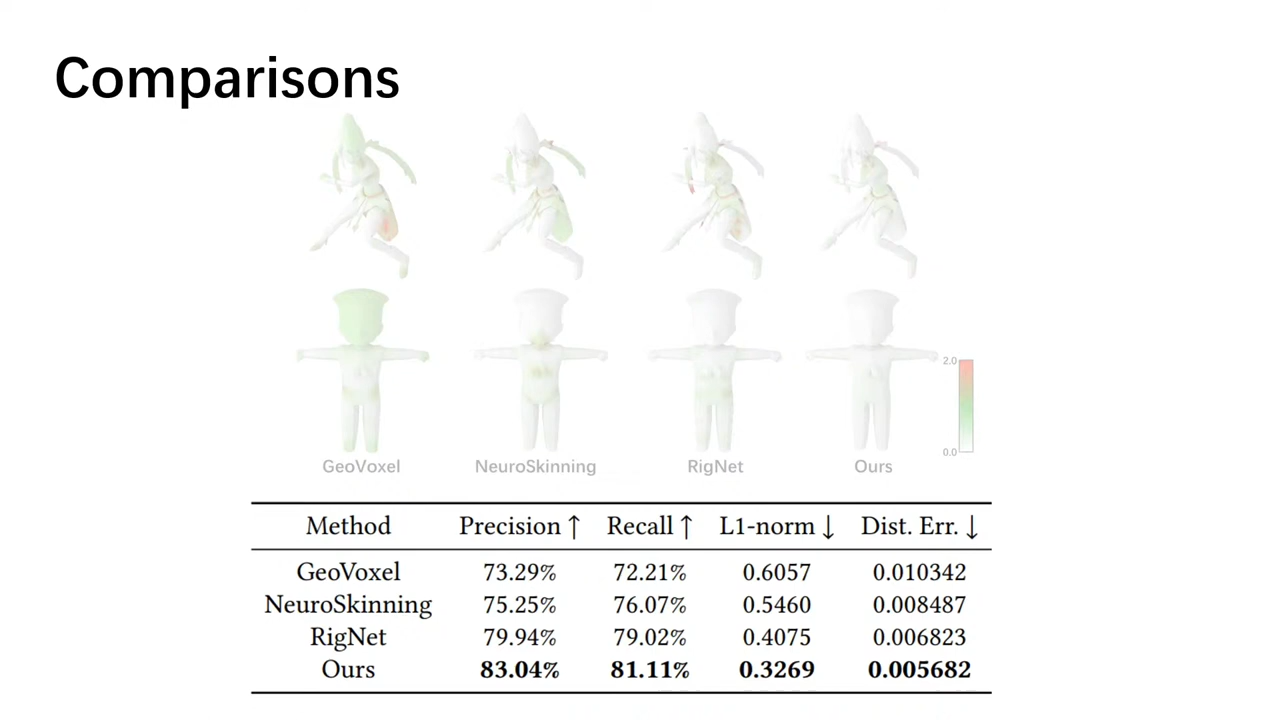 Comparisons
2.0
0.0
GeoVoxel NeuroSkinning RigNet Ours
Method Precision ↑ Recall ↑ L1-norm ↓ Dist. Err. ↓
GeoVoxel 73.29% 72.21% 0.6057 0.010342
NeuroSkinning 75.25% 76.07% 0.5460 0.008487
RigNet 79.94% 79.02% 0.4075 0.006823
Ours 83.04% 81.11% 0.3269 0.005682